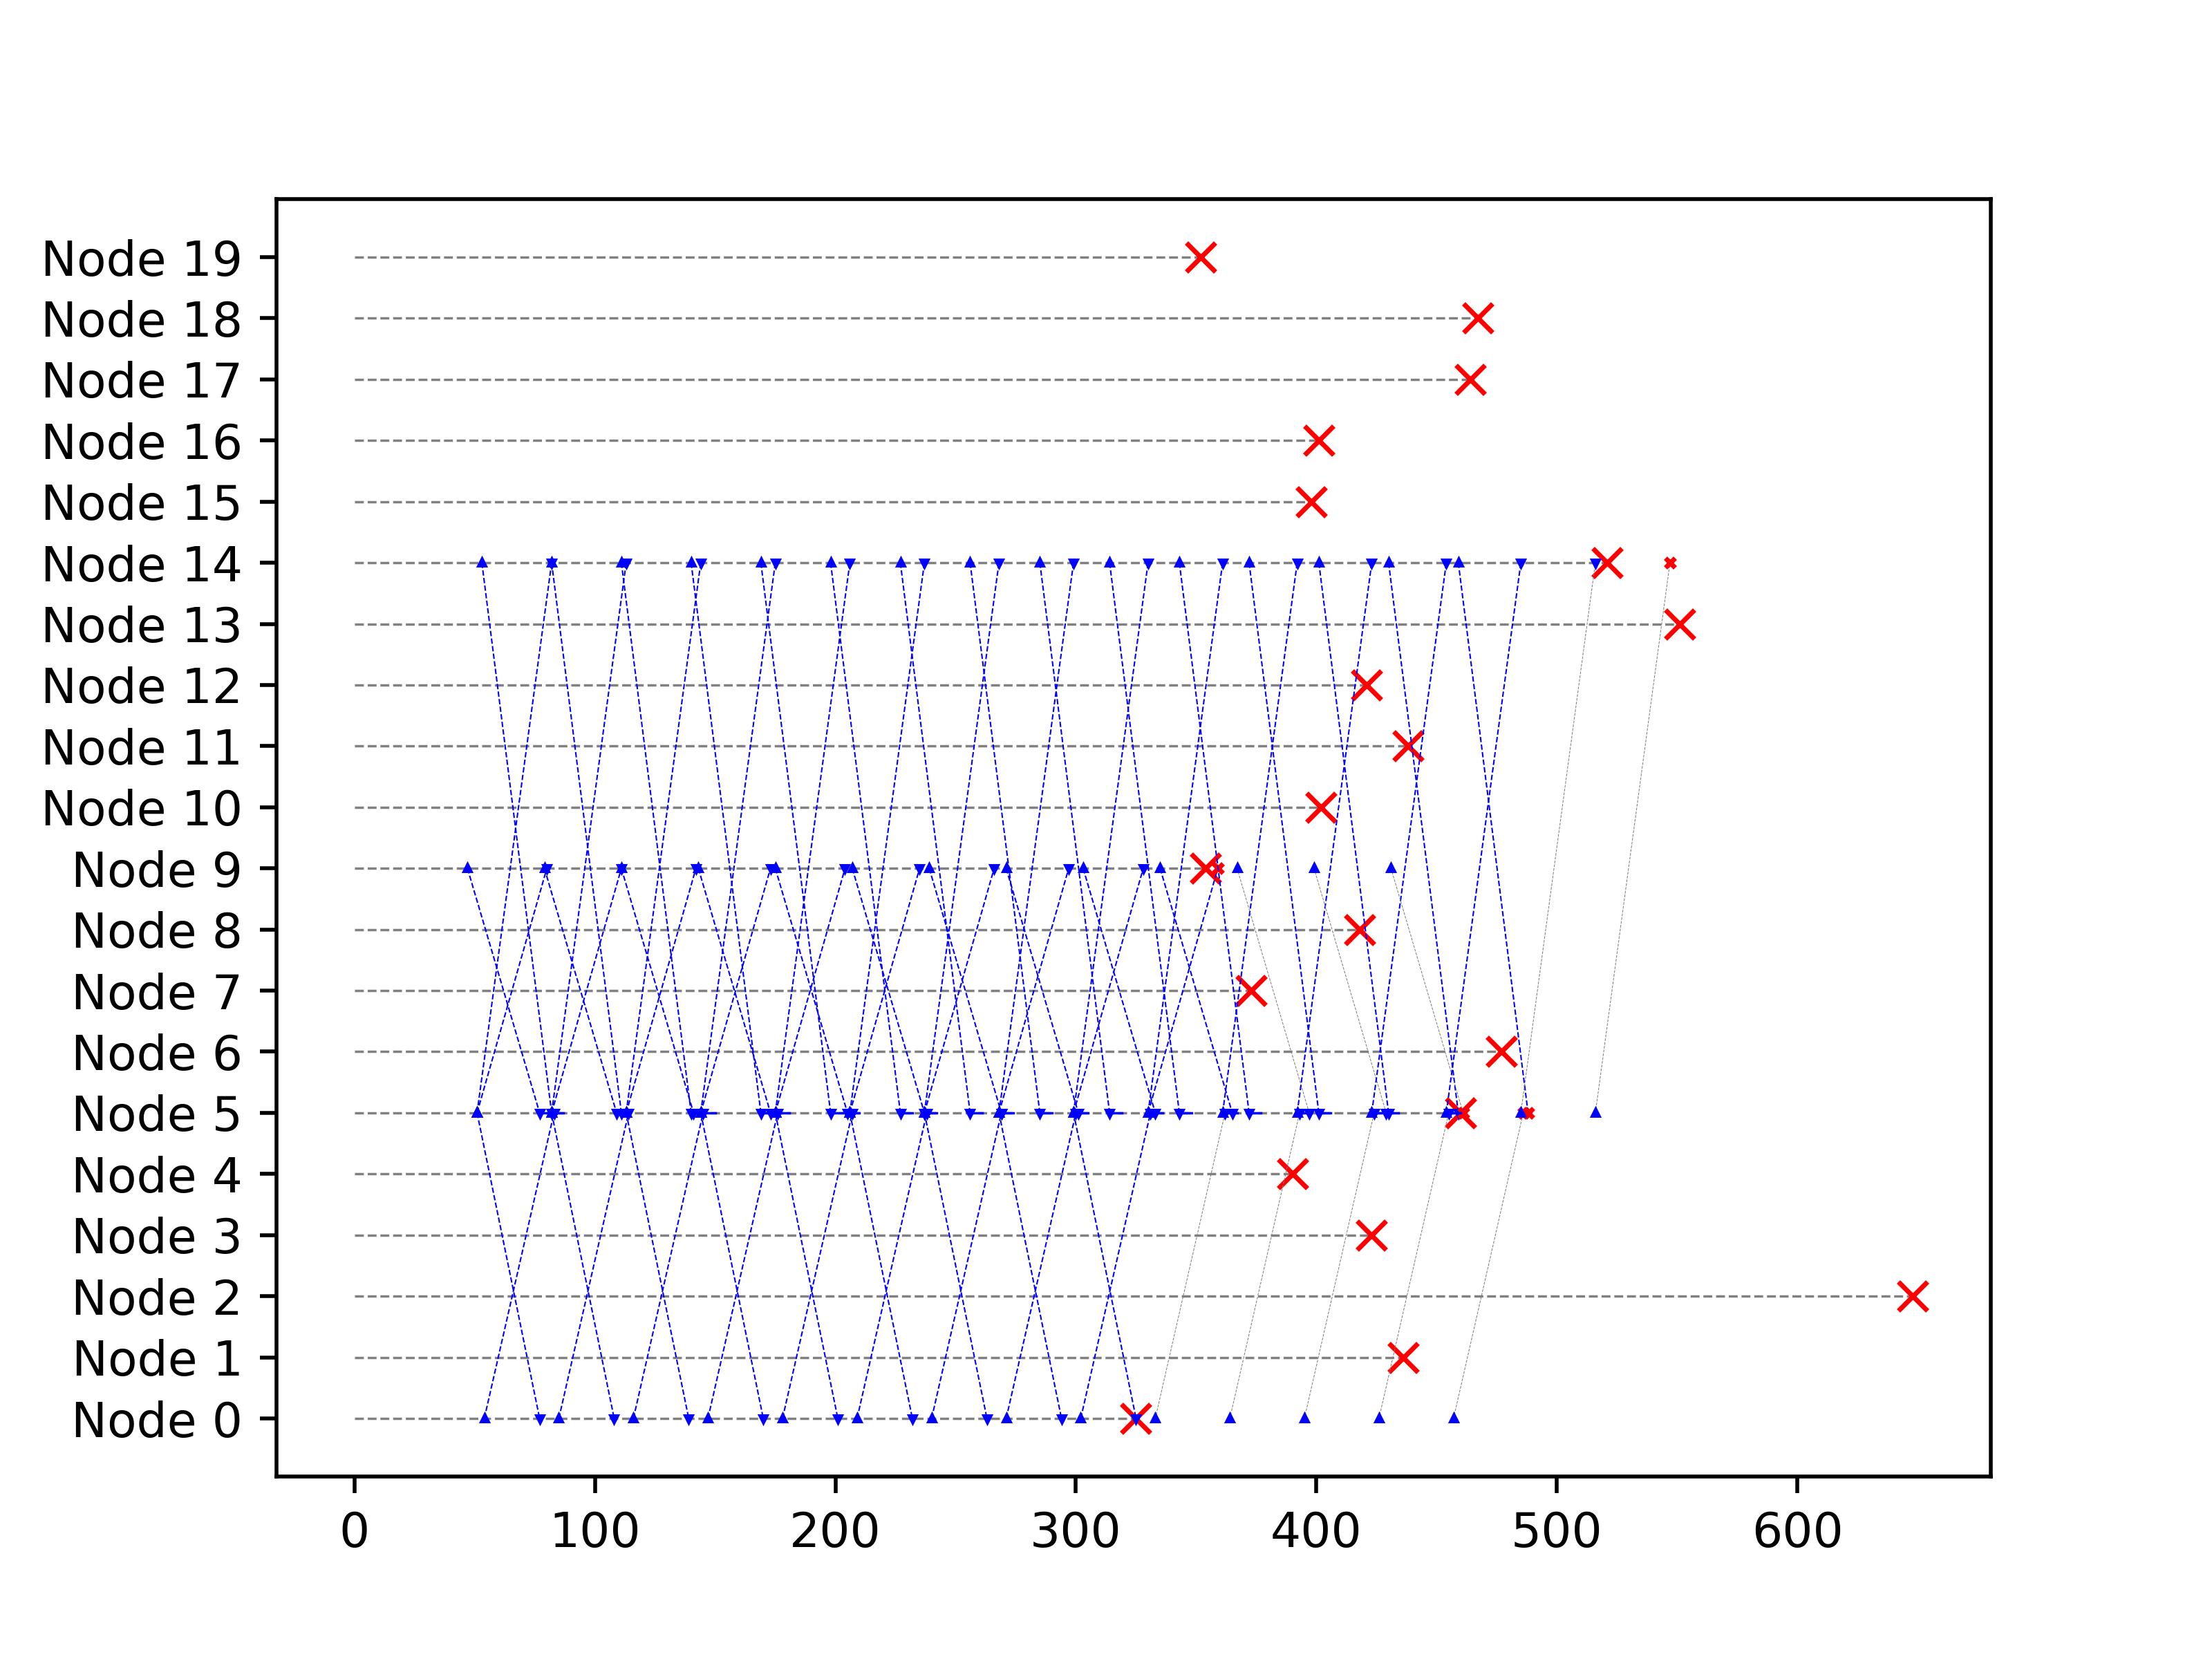 Node 19
Node 18
Node 17
Node 16
Node 15
Node 14
Node 13
Node 12
Node 11
Node 10
Node 9
Node 8
Node 7
Node 6
Node 5
Node 4
Node 3
Node 2
Node 1
Node 0
0 100 200 300 400 500 600